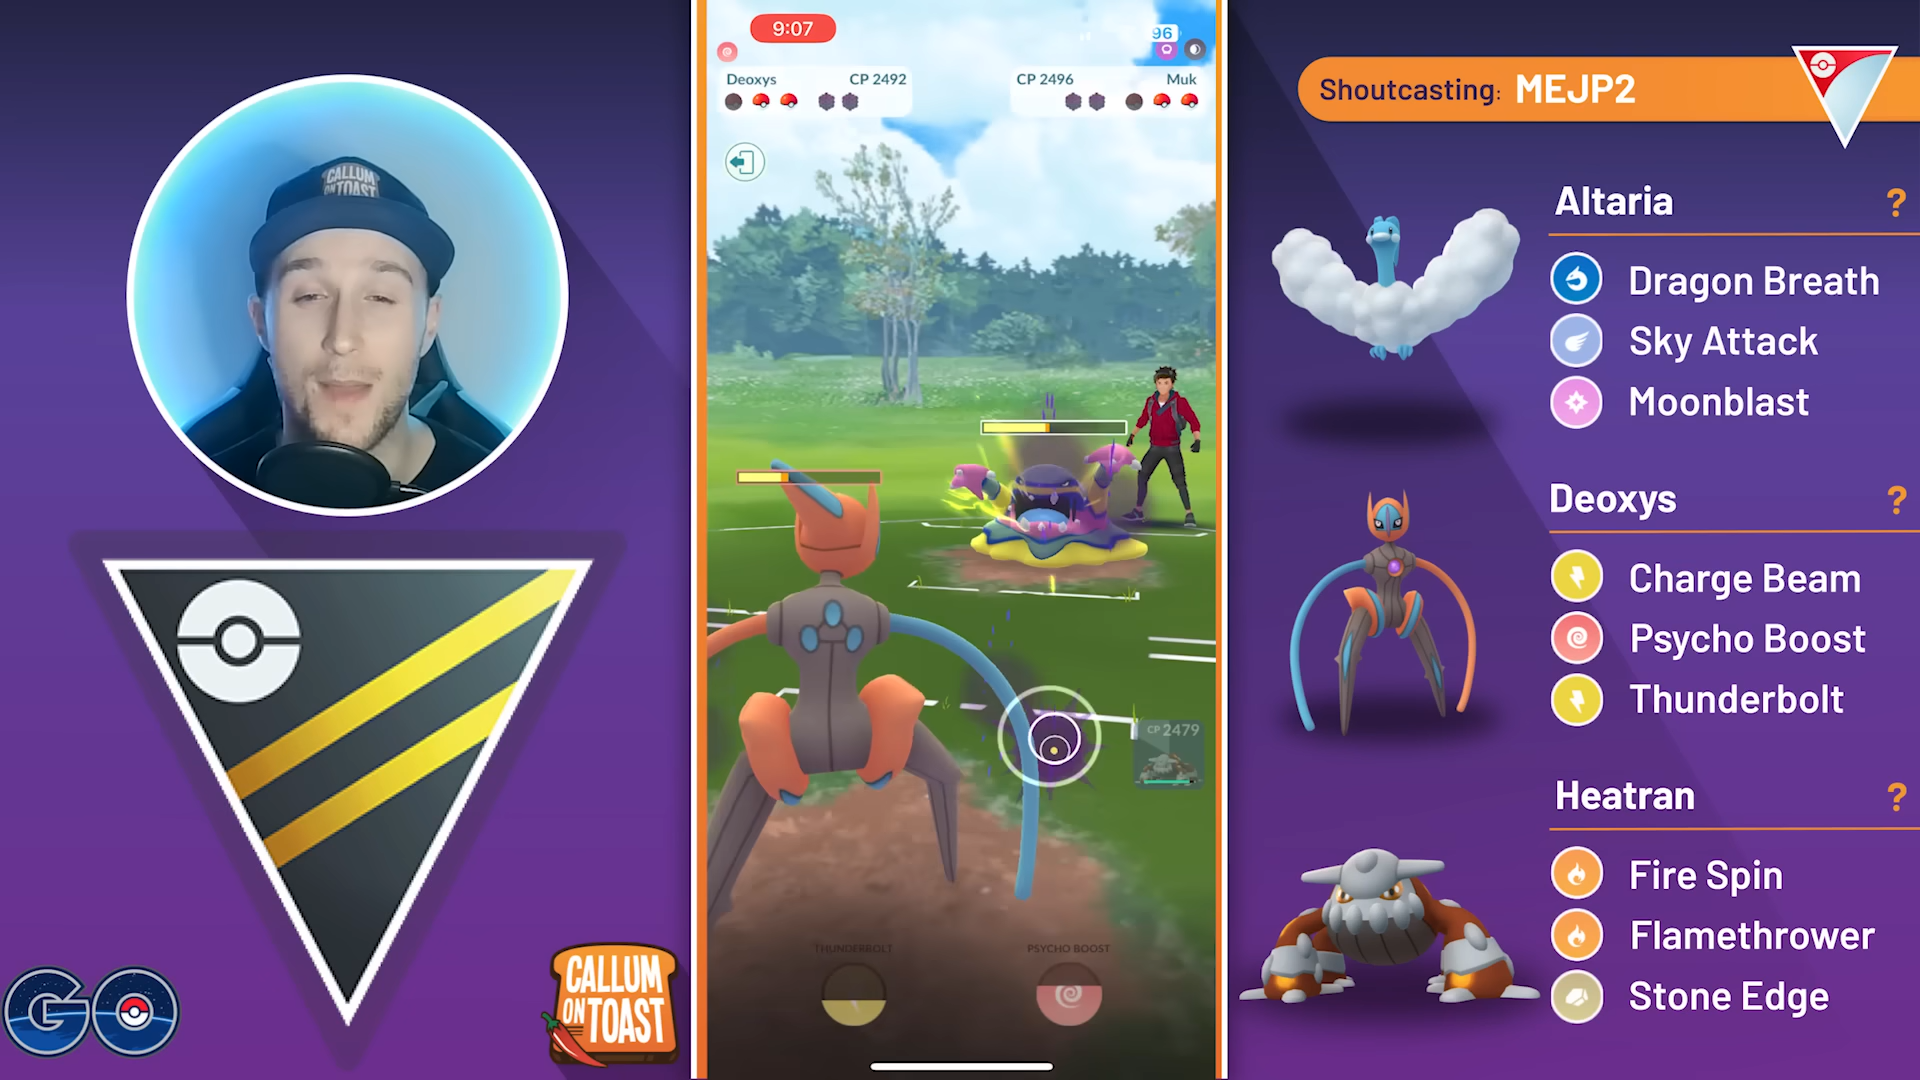 9:07
96
Deoxys CP 2492
CP 2496 Muk
CALLUM
ON TOAST
CP 2479
THUNDERBOLT
PSYCHO BOOST
GO
CALLUM
ON
TOAST
Shoutcasting: MEJP2
Altaria ?
Dragon Breath
Sky Attack
Moonblast
Deoxys ?
Charge Beam
Psycho Boost
Thunderbolt
Heatran ?
Fire Spin
Flamethrower
Stone Edge